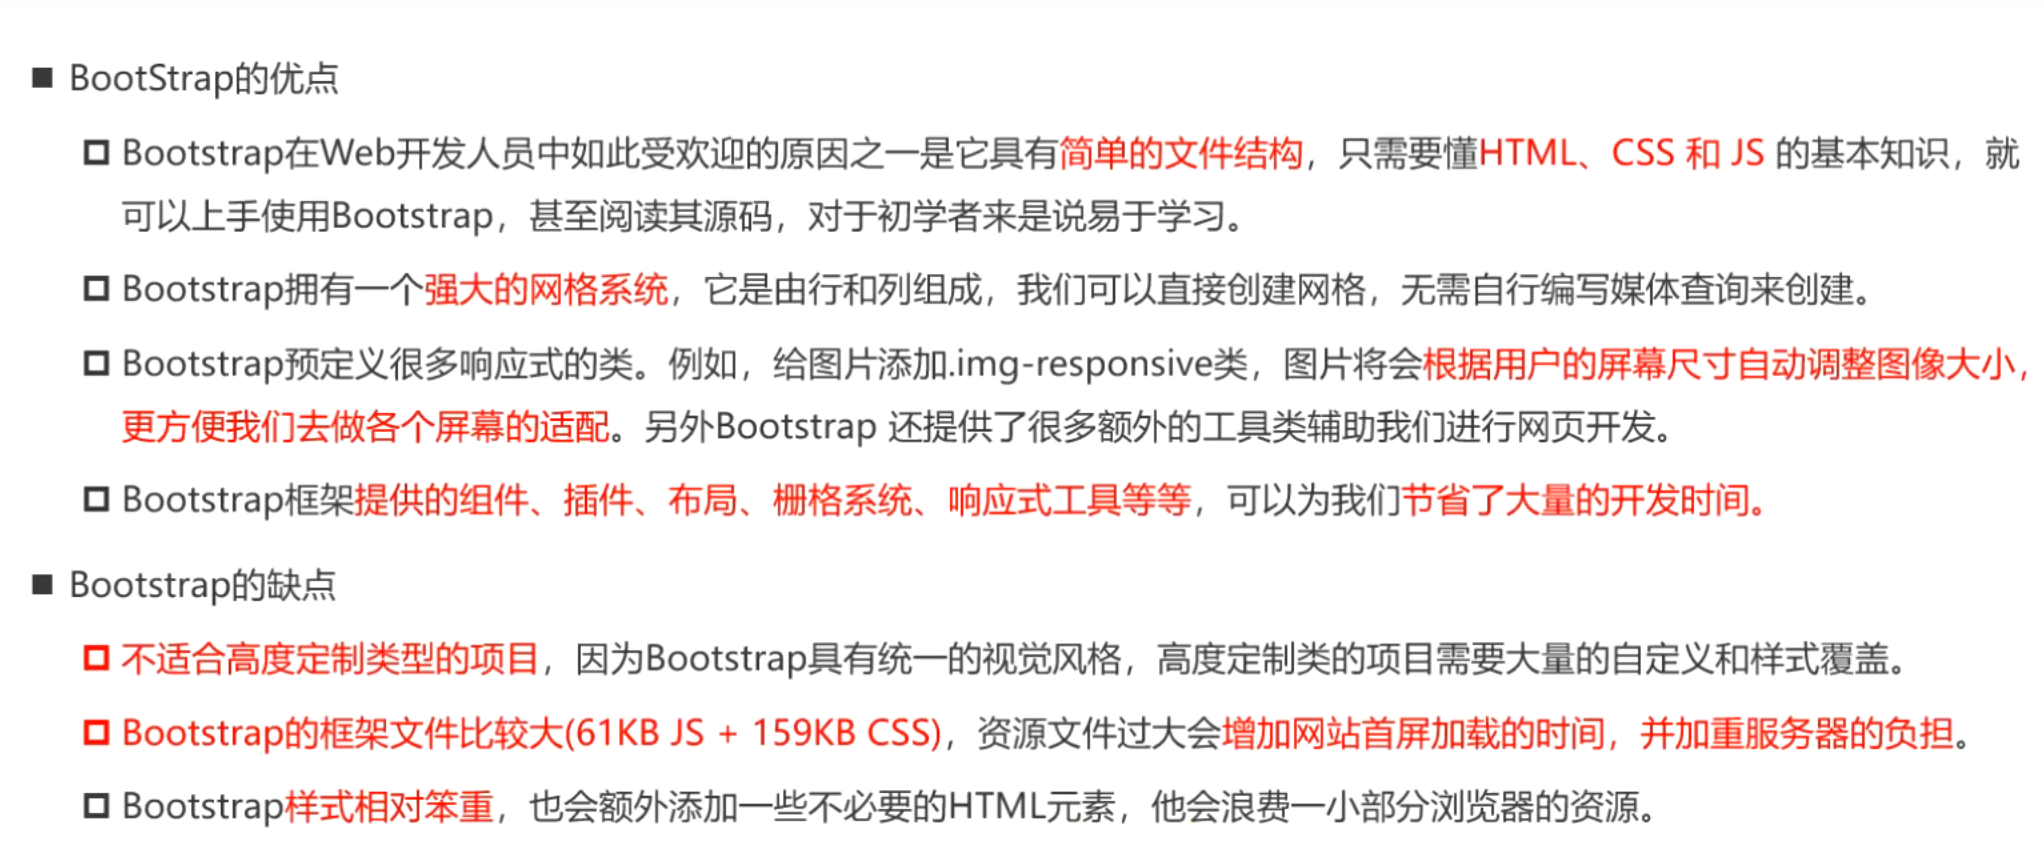 BootStrap的优点
Bootstrap在Web开发人员中如此受欢迎的原因之一是它具有简单的文件结构，只需要懂HTML、CSS 和 JS 的基本知识，就
可以上手使用Bootstrap，甚至阅读其源码，对于初学者来是说易于学习。
Bootstrap拥有一个强大的网格系统，它是由行和列组成，我们可以直接创建网格，无需自行编写媒体查询来创建。
Bootstrap预定义很多响应式的类。例如，给图片添加.img-responsive类，图片将会根据用户的屏幕尺寸自动调整图像大小，
更方便我们去做各个屏幕的适配。另外Bootstrap 还提供了很多额外的工具类辅助我们进行网页开发。
Bootstrap框架提供的组件、插件、布局、栅格系统、响应式工具等等，可以为我们节省了大量的开发时间。
Bootstrap的缺点
不适合高度定制类型的项目，因为Bootstrap具有统一的视觉风格，高度定制类的项目需要大量的自定义和样式覆盖。
Bootstrap的框架文件比较大(61KB JS + 159KB CSS)，资源文件过大会增加网站首屏加载的时间，并加重服务器的负担。
Bootstrap样式相对笨重，也会额外添加一些不必要的HTML元素，他会浪费一小部分浏览器的资源。